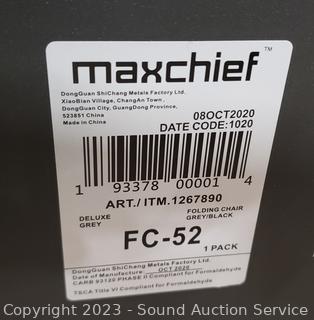 maxchief™
DongGuan ShiChang Metals Factory Ltd.
XiaoBian Village, ChangAn Town,
DongGuan City, GuangDong Province,
523851 China
Made in China
08OCT2020
DATE CODE:1020
1 93378 00001 4
ART./ ITM.1267890
DELUXE GREY
FOLDING CHAIR GREY/BLACK
FC-52
1 PACK
DongGuan ShiChang Metals Factory Ltd.
Date of Manufacture: OCT 2020
CARB 93120 PHASE II Compliant for Formaldehyde
TSCA Title VI Compliant for Formaldehyde
Copyright © 2023 - Sound Auction Service